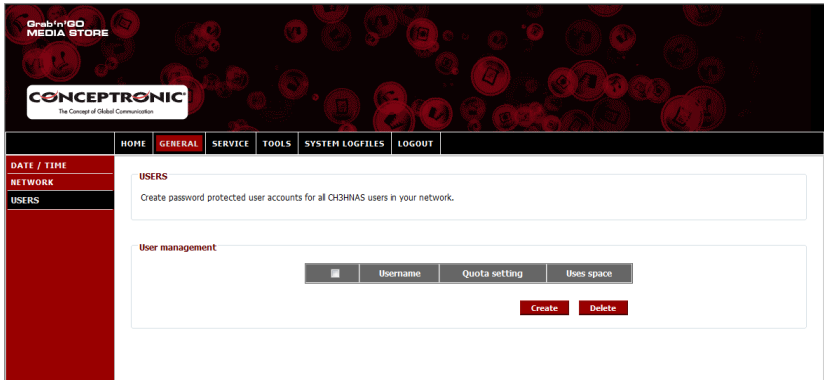 Grab'n'GO
MEDIA STORE
CONCEPTRONIC
The Concept of Global Communication
HOME GENERAL SERVICE TOOLS SYSTEM LOGFILES LOGOUT
DATE / TIME
NETWORK
USERS
USERS
Create password protected user accounts for all CH3HNAS users in your network.
User management
Username Quota setting Uses space
Create Delete